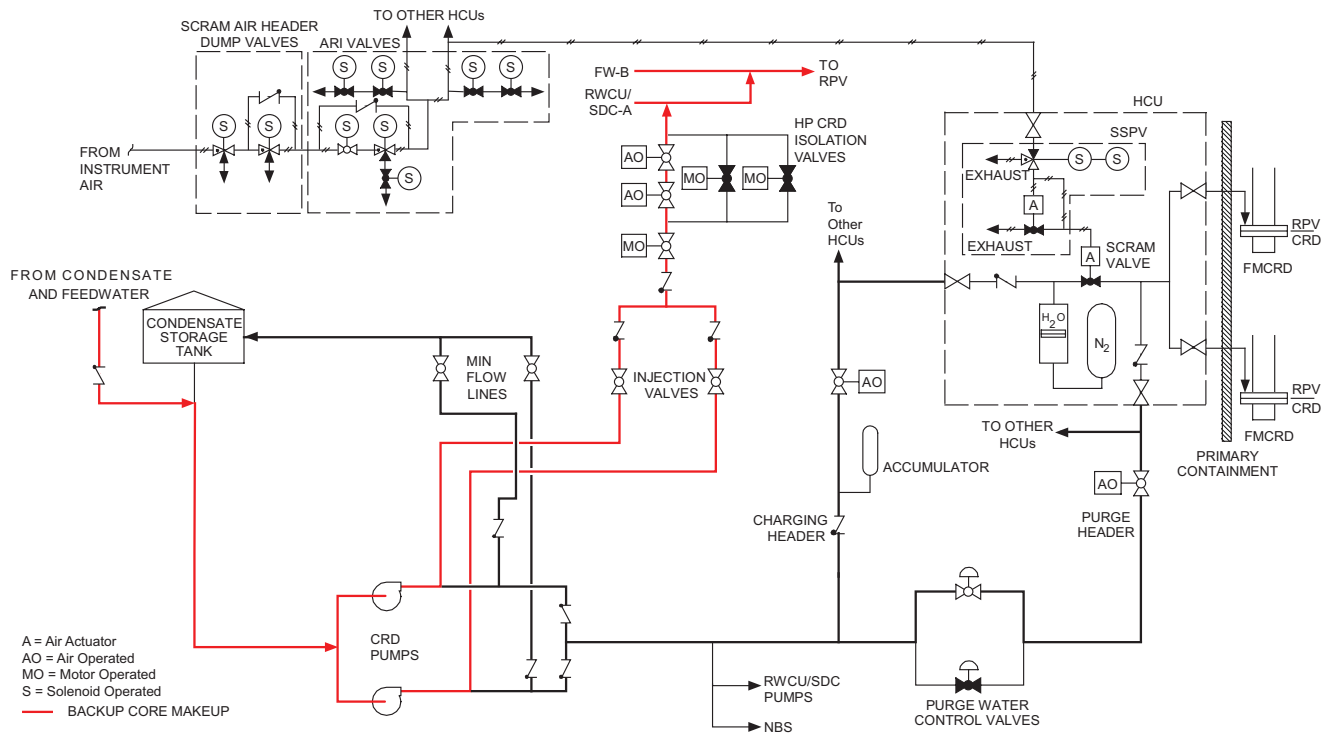 TO OTHER HCUs
SCRAM AIR HEADER
DUMP VALVES
ARI VALVES
S
S
S
S
S
S
S
S
S
FROM
INSTRUMENT
AIR
FW-B
RWCU/
SDC-A
TO
RPV
HP CRD
ISOLATION
VALVES
AO
AO
MO
MO
MO
HCU
SSPV
S
S
EXHAUST
A
EXHAUST
A
SCRAM
VALVE
H2O
N2
RPV
CRD
FMCRD
RPV
CRD
FMCRD
PRIMARY
CONTAINMENT
To
Other
HCUs
AO
TO OTHER
HCUs
AO
PURGE
HEADER
ACCUMULATOR
CHARGING
HEADER
FROM CONDENSATE
AND FEEDWATER
CONDENSATE
STORAGE
TANK
MIN
FLOW
LINES
INJECTION
VALVES
CRD
PUMPS
RWCU/SDC
PUMPS
NBS
PURGE WATER
CONTROL VALVES
A = Air Actuator
AO = Air Operated
MO = Motor Operated
S = Solenoid Operated
BACKUP CORE MAKEUP